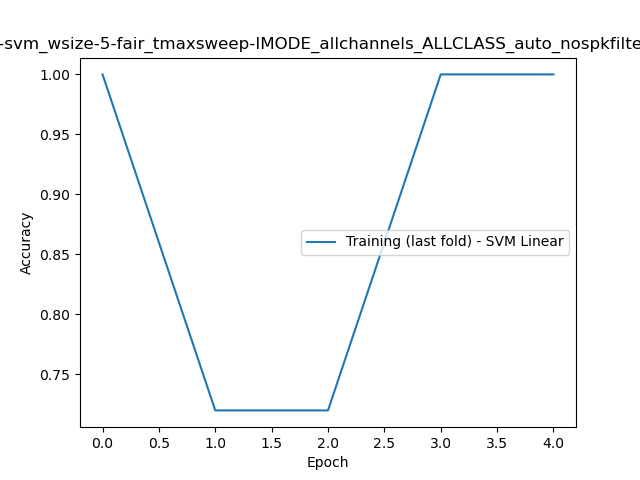 -svm_wsize-5-fair_tmaxsweep-IMODE_allchannels_ALLCLASS_auto_nospkfilte
1.00
0.95
0.90
0.85
0.80
0.75
Accuracy
Training (last fold) - SVM Linear
0.0 0.5 1.0 1.5 2.0 2.5 3.0 3.5 4.0
Epoch